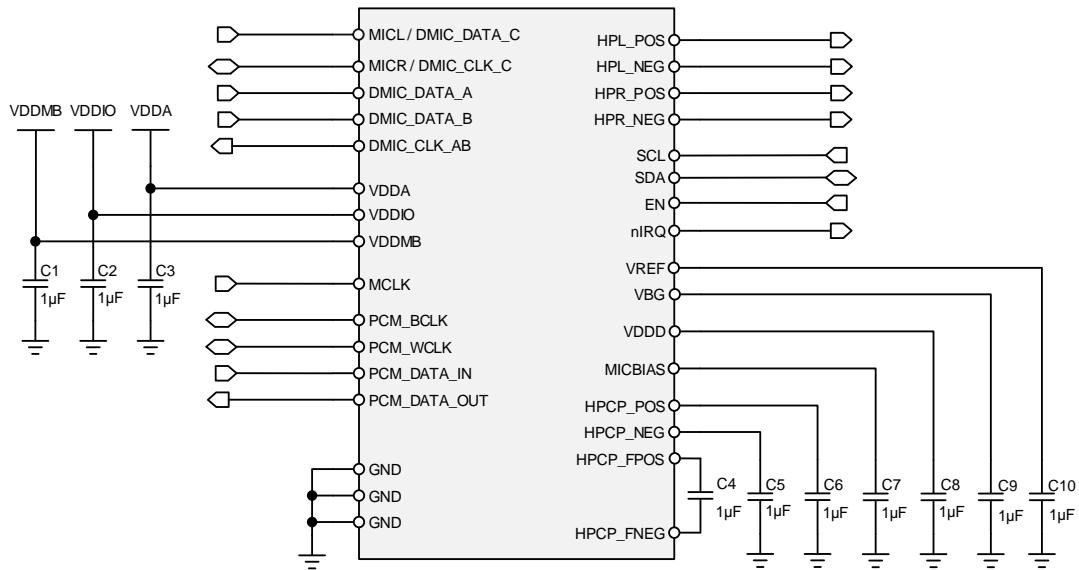 MICL / DMIC_DATA_C
MICR / DMIC_CLK_C
DMIC_DATA_A
DMIC_DATA_B
DMIC_CLK_AB
VDDMB VDDIO VDDA
VDDA
VDDIO
VDDMB
C1 C2 C3
1µF 1µF 1µF
MCLK
PCM_BCLK
PCM_WCLK
PCM_DATA_IN
PCM_DATA_OUT
GND
GND
GND
HPL_POS
HPL_NEG
HPR_POS
HPR_NEG
SCL
SDA
EN
nIRQ
VREF
VBG
VDDD
MICBIAS
HPCP_POS
HPCP_NEG
HPCP_FPOS
HPCP_FNEG
C4 C5 C6 C7 C8 C9 C10
1µF 1µF 1µF 1µF 1µF 1µF 1µF